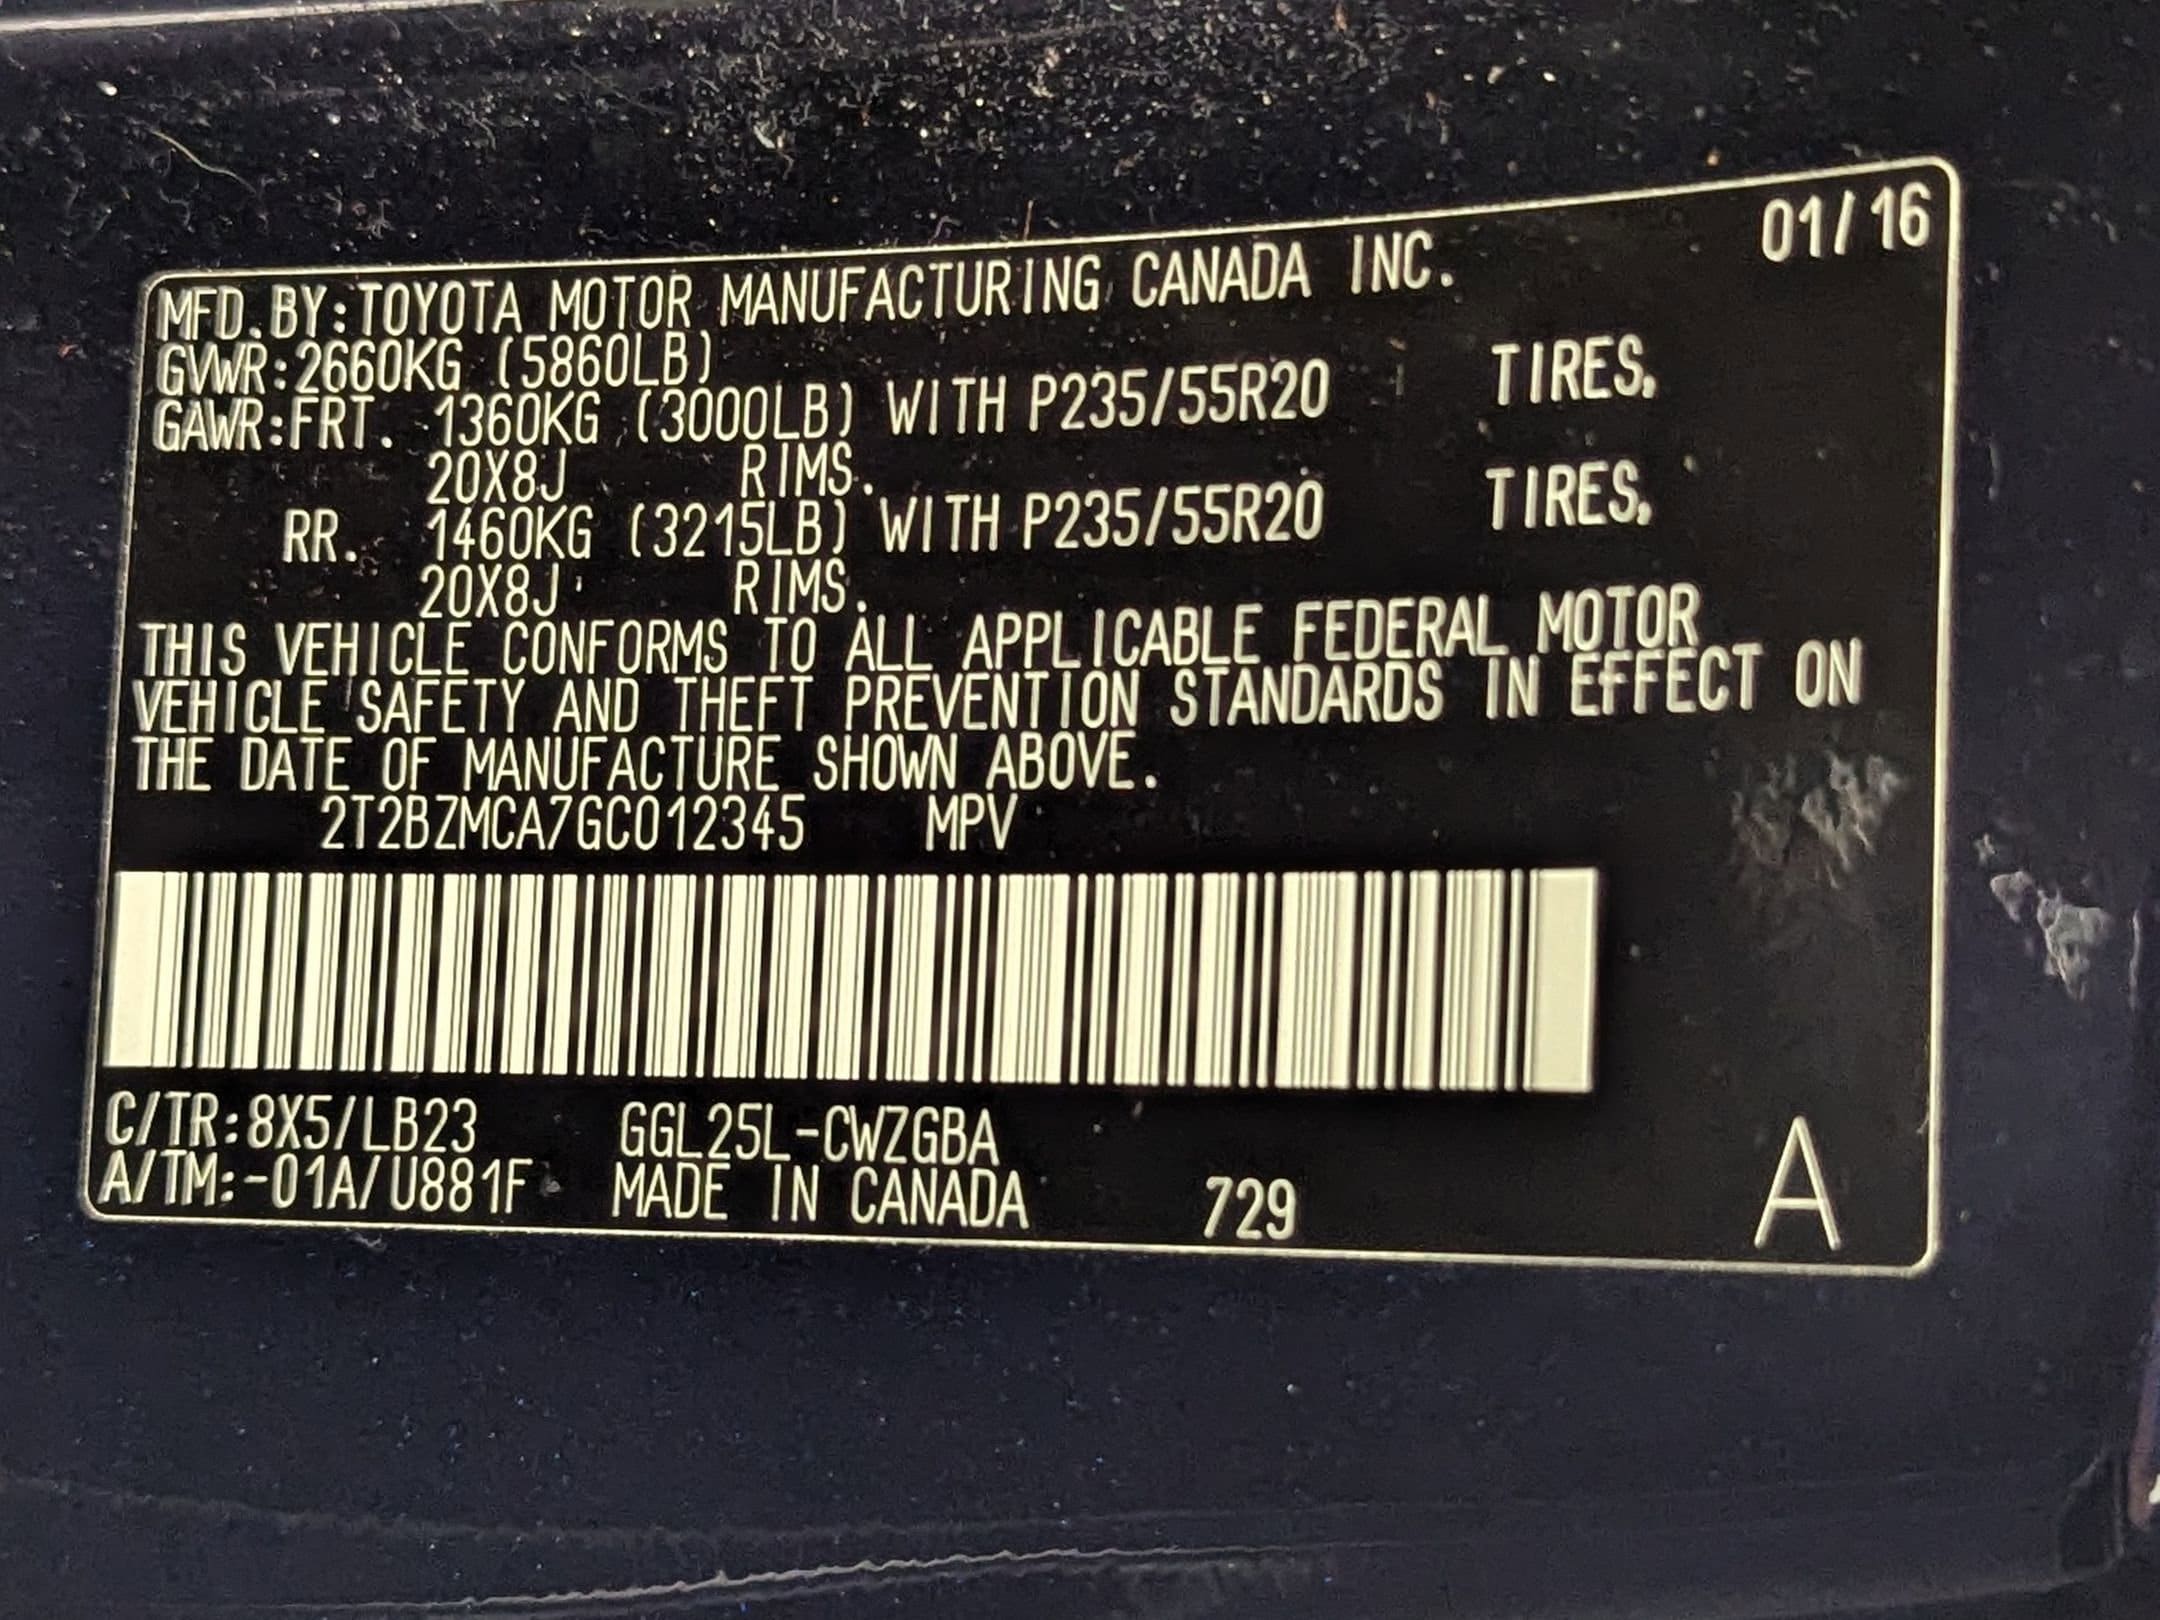 01/16
MFD.BY:TOYOTA MOTOR MANUFACTURING CANADA INC.
GVWR:2660KG (5860LB)
GAWR:FRT. 1360KG (3000LB) WITH P235/55R20 TIRES.
20X8J RIMS.
RR. 1460KG (3215LB) WITH P235/55R20 TIRES.
20X8J RIMS.
THIS VEHICLE CONFORMS TO ALL APPLICABLE FEDERAL MOTOR
VEHICLE SAFETY AND THEFT PREVENTION STANDARDS IN EFFECT ON
THE DATE OF MANUFACTURE SHOWN ABOVE.
2T2BZMCA7GC012345 MPV
C/TR:8X5/LB23 GGL25L-CWZGBA
A/TM:-01A/U881F MADE IN CANADA 729 A